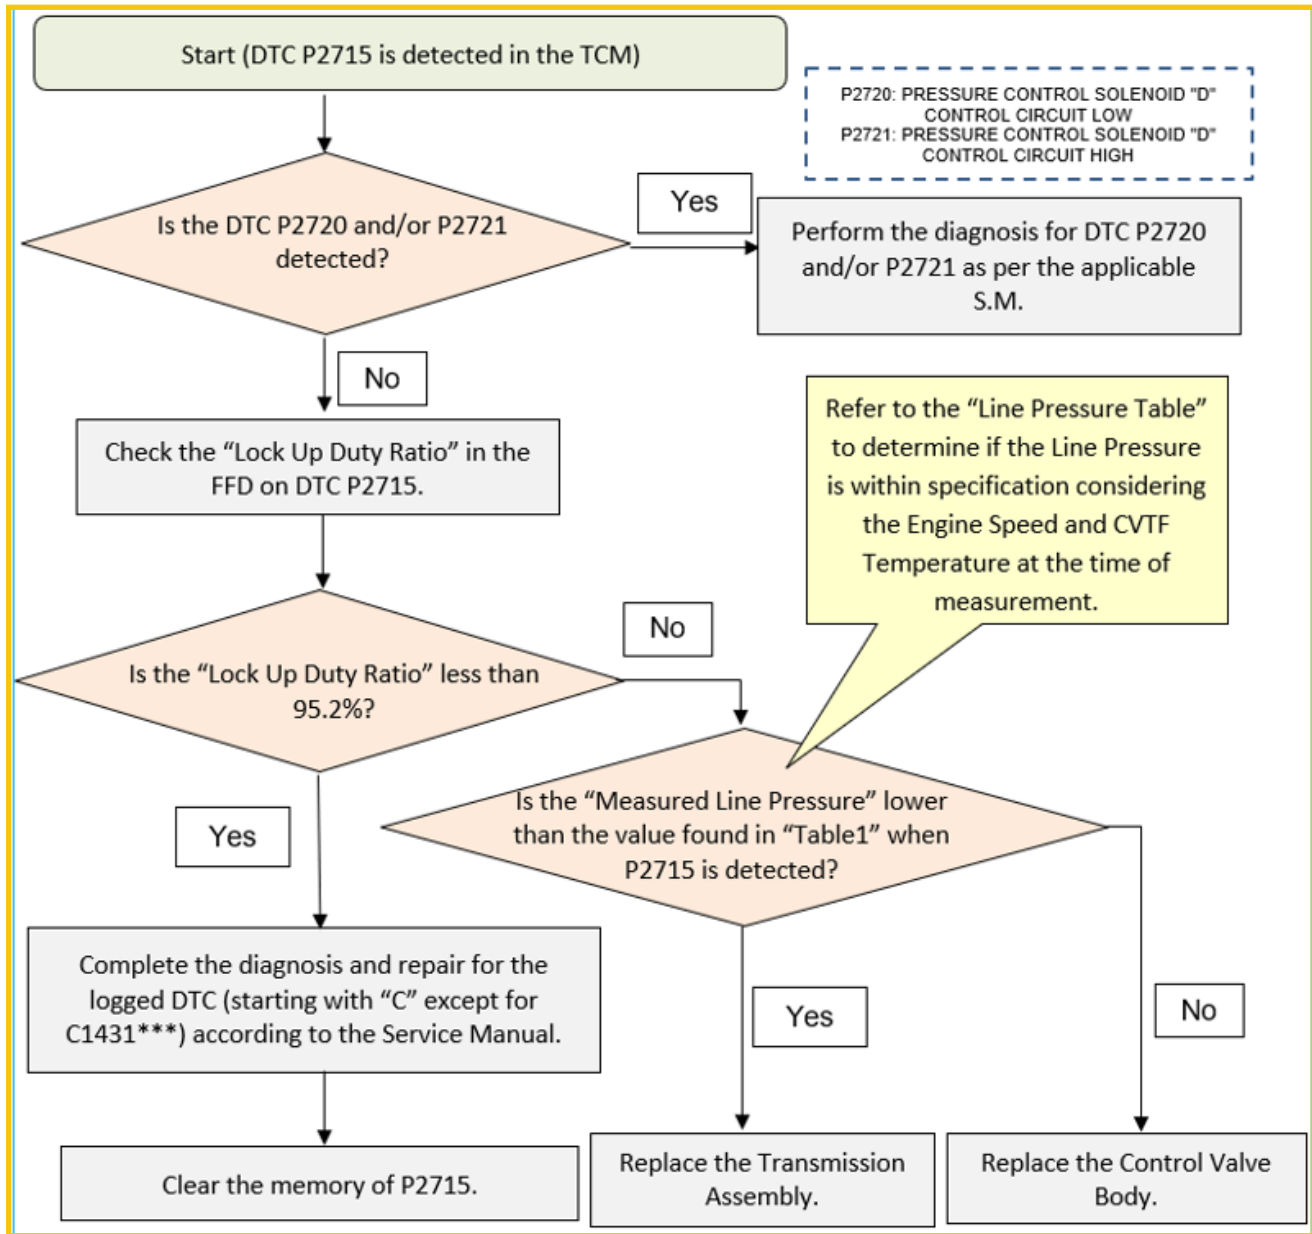 Start (DTC P2715 is detected in the TCM)
P2720: PRESSURE CONTROL SOLENOID "D"
CONTROL CIRCUIT LOW
P2721: PRESSURE CONTROL SOLENOID "D"
CONTROL CIRCUIT HIGH
Is the DTC P2720 and/or P2721
detected?
Yes
Perform the diagnosis for DTC P2720
and/or P2721 as per the applicable
S.M.
No
Check the “Lock Up Duty Ratio” in the
FFD on DTC P2715.
Refer to the “Line Pressure Table”
to determine if the Line Pressure
is within specification considering
the Engine Speed and CVTF
Temperature at the time of
measurement.
Is the “Lock Up Duty Ratio” less than
95.2%?
No
Is the “Measured Line Pressure” lower
than the value found in “Table1” when
P2715 is detected?
Yes
Complete the diagnosis and repair for the
logged DTC (starting with “C” except for
C1431***) according to the Service Manual.
Clear the memory of P2715.
Yes
Replace the Transmission
Assembly.
No
Replace the Control Valve
Body.